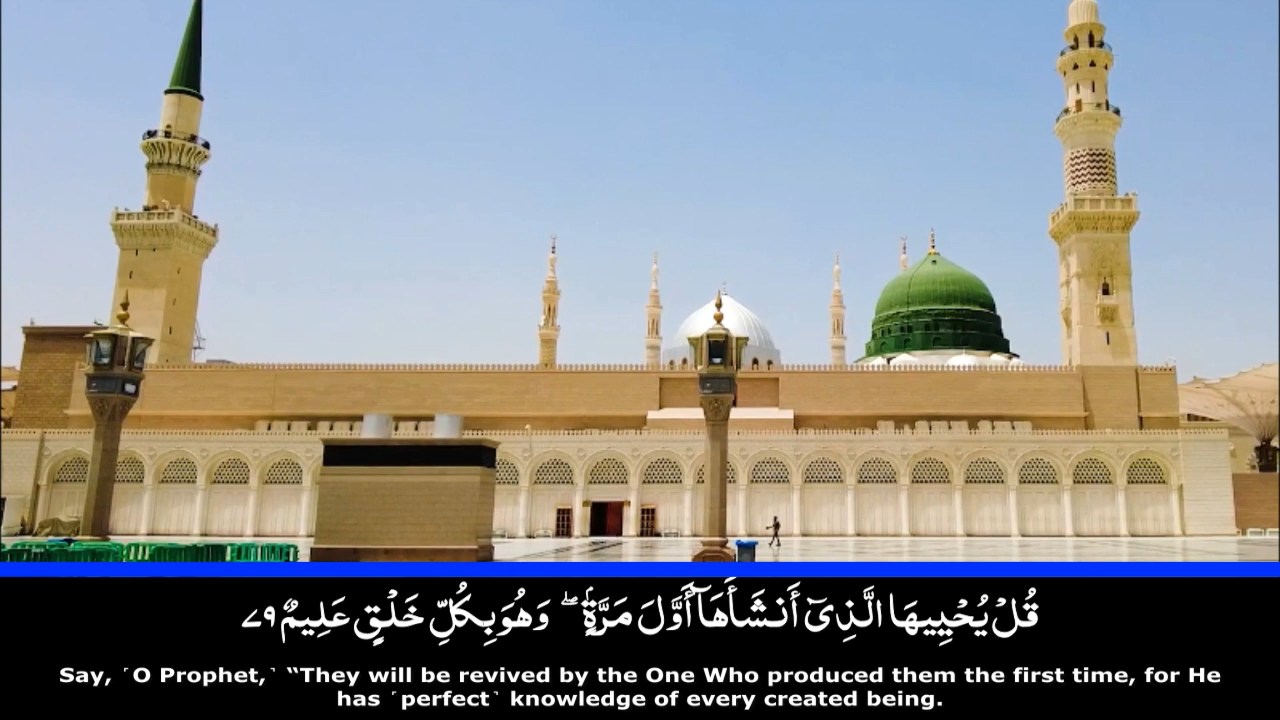 قُلْ يُحْيِيهَا الَّذِىٓ أَنشَأَهَآ أَوَّلَ مَرَّةٍۢ ۖ وَهُوَ بِكُلِّ خَلْقٍ عَلِيمٌ ٧٩
Say, ˹O Prophet,˺ “They will be revived by the One Who produced them the first time, for He
has ˹perfect˺ knowledge of every created being.